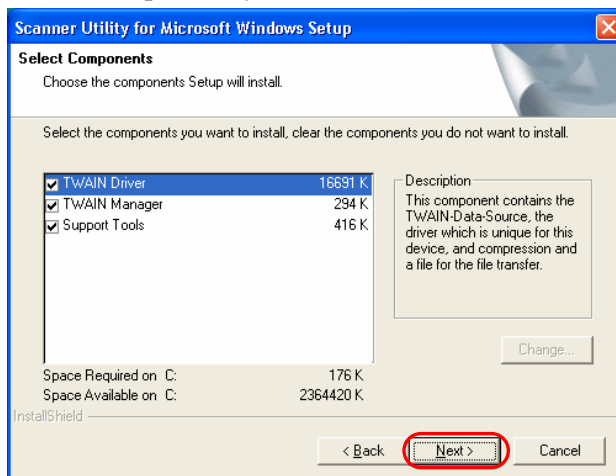 Scanner Utility for Microsoft Windows Setup
Select Components
Choose the components Setup will install.
Select the components you want to install, clear the components you do not want to install.
TWAIN Driver 16691 K
TWAIN Manager 294 K
Support Tools 416 K
Description
This component contains the
TWAIN-Data-Source, the
driver which is unique for this
device, and compression and
a file for the file transfer.
Change...
Space Required on C: 176 K
Space Available on C: 2364420 K
InstallShield
< Back
Next >
Cancel